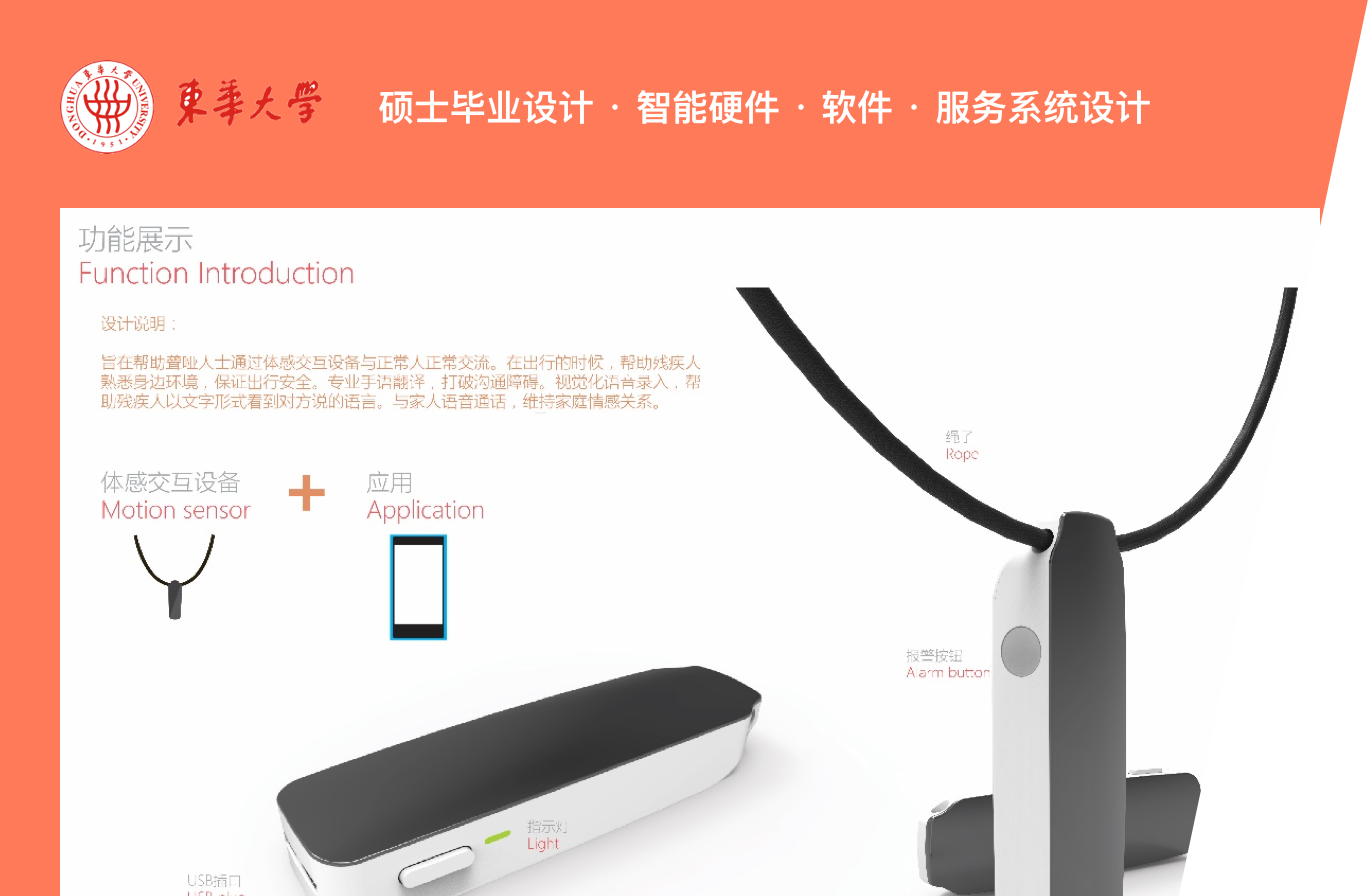 東華大學
DONGHUA UNIVERSITY
東華大學
1951
硕士毕业设计 · 智能硬件 · 软件 · 服务系统设计
功能展示
Function Introduction
设计说明：
旨在帮助聋哑人士通过体感交互设备与正常人正常交流。在出行的时候，帮助残疾人
熟悉身边环境，保证出行安全。专业手语翻译，打破沟通障碍。视觉化语音录入，帮
助残疾人以文字形式看到对方说的语言。与家人语音通话，维持家庭情感关系。
体感交互设备
Motion sensor
+
应用
Application
绳子
Rope
报警按钮
Alarm button
指示灯
Light
USB插口
USB plug